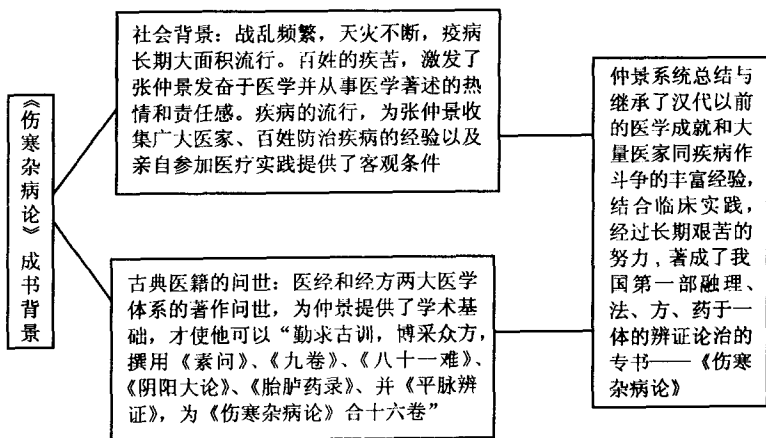 《伤寒杂病论》成书背景
社会背景：战乱频繁，天灾不断，疫病
长期大面积流行。百姓的疾苦，激发了
张仲景发奋于医学并从事医学著述的热
情和责任感。疾病的流行，为张仲景收
集广大医家、百姓防治疾病的经验以及
亲自参加医疗实践提供了客观条件
古典医籍的问世：医经和经方两大医学
体系的著作问世，为仲景提供了学术基
础，才使他可以“勤求古训，博采众方，
撰用《素问》、《九卷》、《八十一难》、
《阴阳大论》、《胎胪药录》、并《平脉辨
证》，为《伤寒杂病论》合十六卷”
仲景系统总结与
继承了汉代以前
的医学成就和大
量医家同疾病作
斗争的丰富经验，
结合临床实践，
经过长期艰苦的
努力，著成了我
国第一部融理、
法、方、药于一
体的辨证论治的
专书——《伤寒
杂病论》